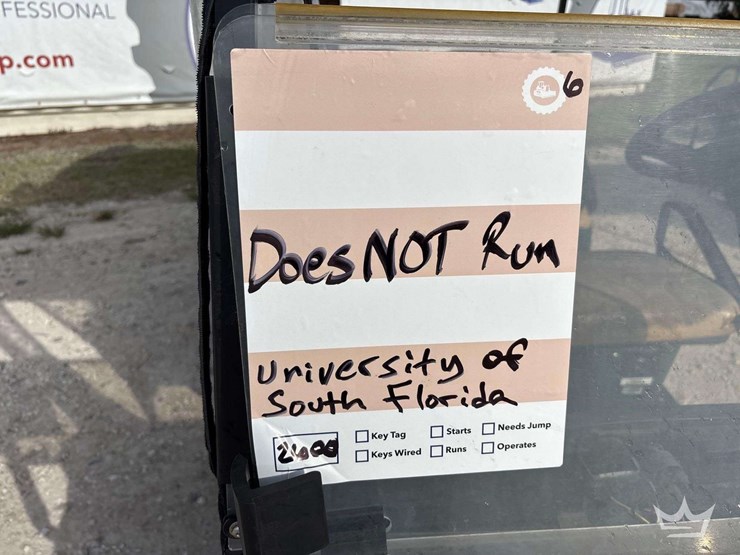 FESSIONAL
p.com
6
Does NOT Run
University of
South Florida
Key Tag Starts Needs Jump
Keys Wired Runs Operates